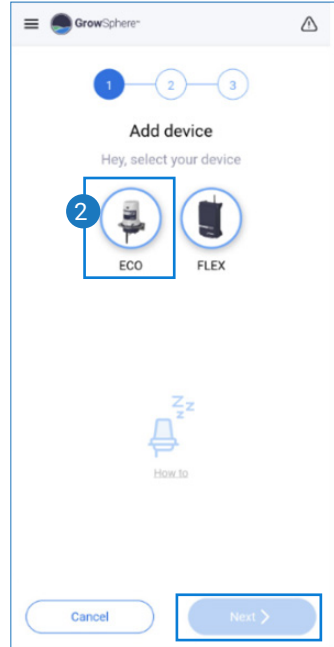 GrowSphere™
1 2 3
Add device
Hey, select your device
2
ECO FLEX
Z z z
How to
Cancel Next